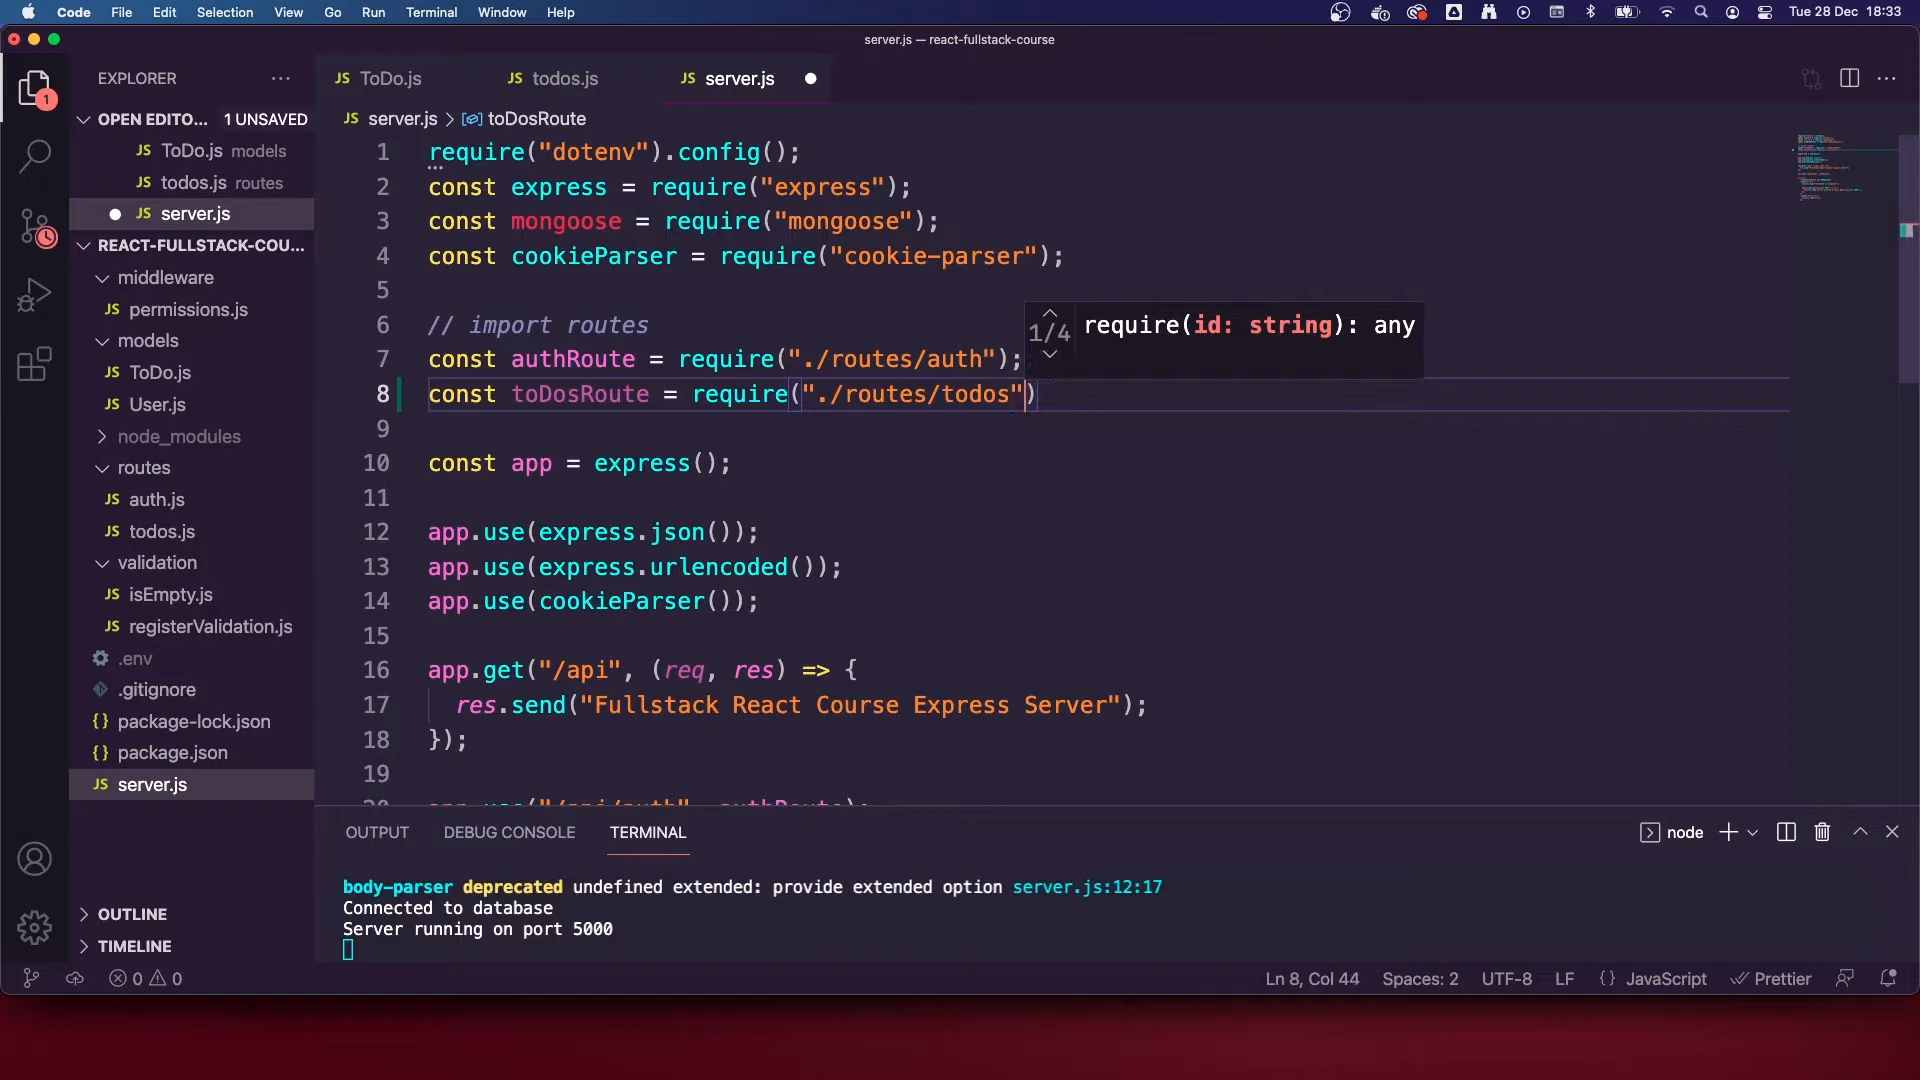 Code File Edit Selection View Go Run Terminal Window Help Tue 28 Dec 18:33
server.js — react-fullstack-course
EXPLORER ···
JS ToDo.js JS todos.js JS server.js
OPEN EDITO... 1 UNSAVED
JS ToDo.js models
JS todos.js routes
JS server.js
REACT-FULLSTACK-COU...
middleware
JS permissions.js
models
JS ToDo.js
JS User.js
node_modules
routes
JS auth.js
JS todos.js
validation
JS isEmpty.js
JS registerValidation.js
.env
.gitignore
{} package-lock.json
{} package.json
JS server.js
OUTLINE
TIMELINE
1
JS server.js > toDosRoute
1 require("dotenv").config();
2 const express = require("express");
3 const mongoose = require("mongoose");
4 const cookieParser = require("cookie-parser");
5
6 // import routes
7 const authRoute = require("./routes/auth");
8 const toDosRoute = require("./routes/todos")
9
10 const app = express();
11
12 app.use(express.json());
13 app.use(express.urlencoded());
14 app.use(cookieParser());
15
16 app.get("/api", (req, res) => {
17 res.send("Fullstack React Course Express Server");
18 });
19
20 app.use("/api/auth", authRoute);
1/4 require(id: string): any
OUTPUT DEBUG CONSOLE TERMINAL node
body-parser deprecated undefined extended: provide extended option server.js:12:17
Connected to database
Server running on port 5000
0 0 Ln 8, Col 44 Spaces: 2 UTF-8 LF {} JavaScript Prettier